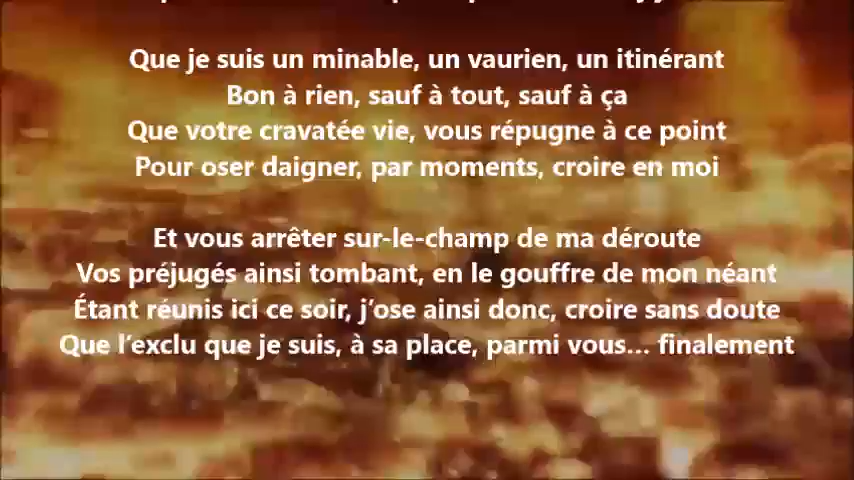 Que je suis un minable, un vaurien, un itinérant
Bon à rien, sauf à tout, sauf à ça
Que votre cravatée vie, vous répugne à ce point
Pour oser daigner, par moments, croire en moi
Et vous arrêter sur-le-champ de ma déroute
Vos préjugés ainsi tombant, en le gouffre de mon néant
Étant réunis ici ce soir, j’ose ainsi donc, croire sans doute
Que l’exclu que je suis, à sa place, parmi vous… finalement